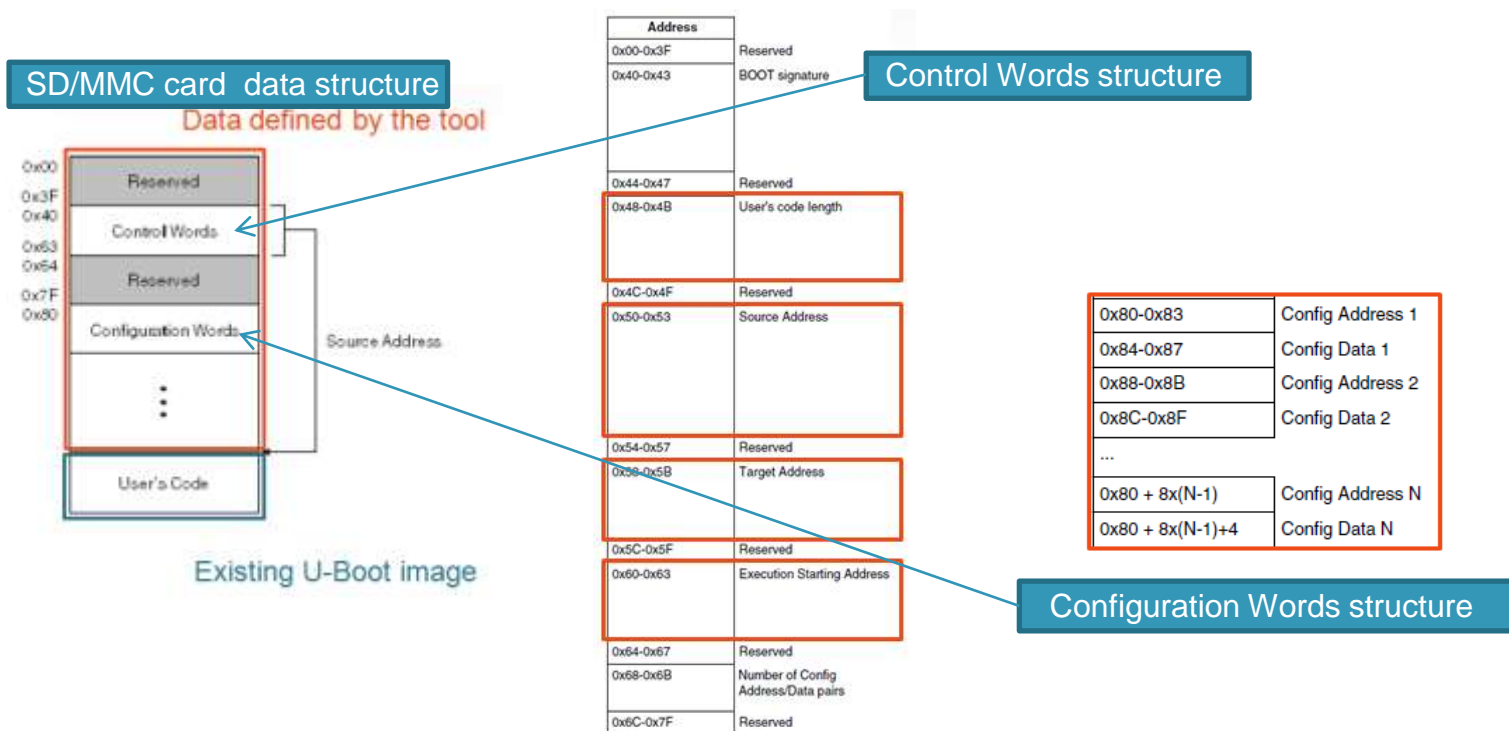 SD/MMC card data structure
Data defined by the tool
0x00
Reserved
0x3F
0x40
Control Words
0x63
0x64
Reserved
0x7F
0x80
Configuration Words
Source Address
User's Code
Existing U-Boot image
Address
0x00-0x3F Reserved
0x40-0x43 BOOT signature
0x44-0x47 Reserved
0x48-0x4B User's code length
0x4C-0x4F Reserved
0x50-0x53 Source Address
0x54-0x57 Reserved
0x58-0x5B Target Address
0x5C-0x5F Reserved
0x60-0x63 Execution Starting Address
0x64-0x67 Reserved
0x68-0x6B Number of Config
Address/Data pairs
0x6C-0x7F Reserved
Control Words structure
0x80-0x83 Config Address 1
0x84-0x87 Config Data 1
0x88-0x8B Config Address 2
0x8C-0x8F Config Data 2
...
0x80 + 8x(N-1) Config Address N
0x80 + 8x(N-1)+4 Config Data N
Configuration Words structure